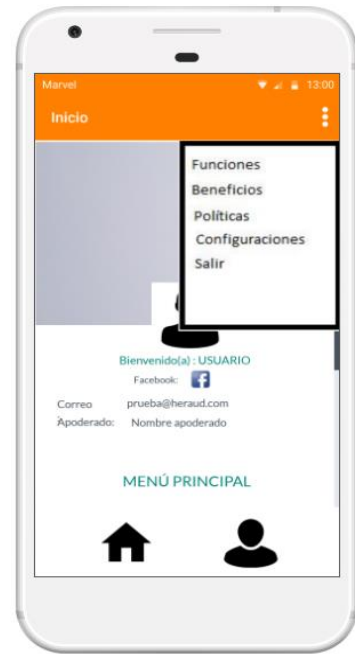 Marvel 13:00
Inicio
Funciones
Beneficios
Políticas
Configuraciones
Salir
Bienvenido(a) : USUARIO
Facebook:
Correo prueba@heraud.com
Apoderado: Nombre apoderado
MENÚ PRINCIPAL